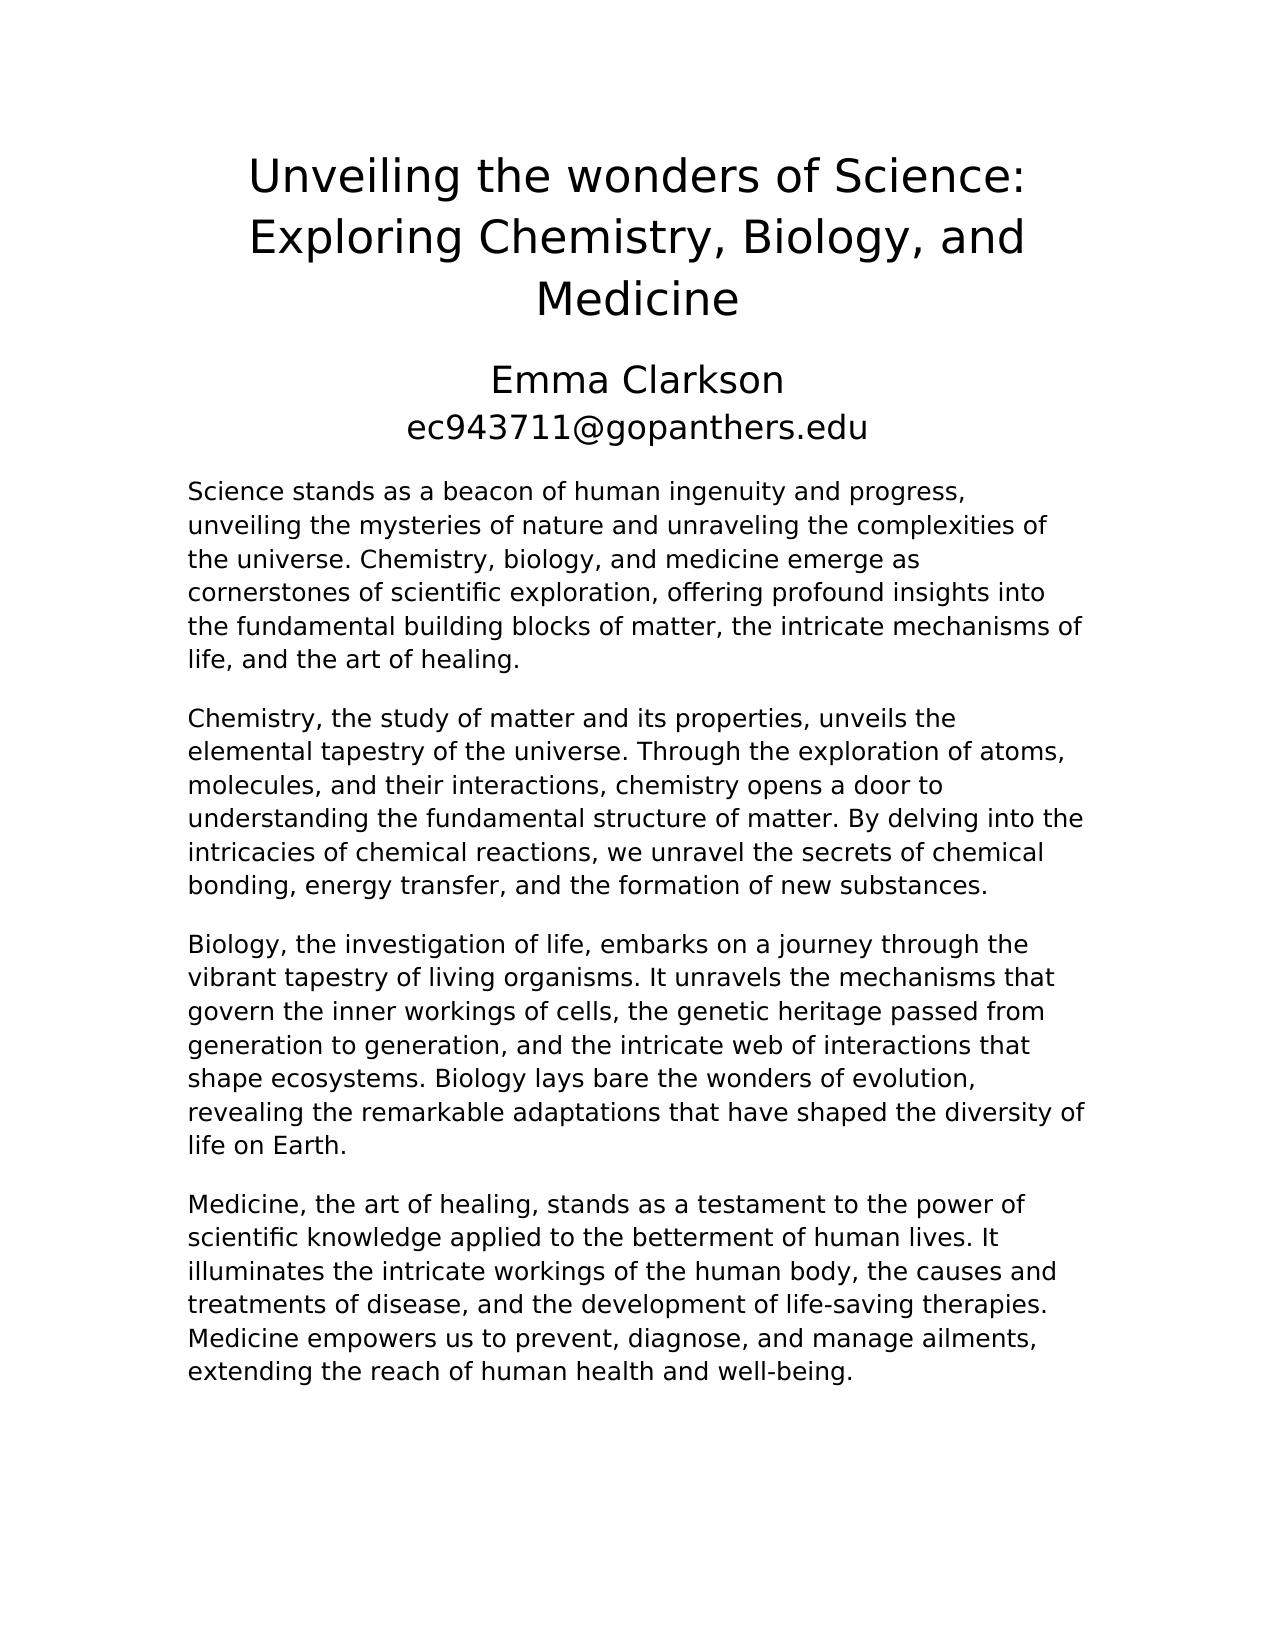 Unveiling the wonders of Science:
Exploring Chemistry, Biology, and
Medicine
Emma Clarkson
ec943711@gopanthers.edu
Science stands as a beacon of human ingenuity and progress,
unveiling the mysteries of nature and unraveling the complexities of
the universe. Chemistry, biology, and medicine emerge as
cornerstones of scientific exploration, offering profound insights into
the fundamental building blocks of matter, the intricate mechanisms of
life, and the art of healing.
Chemistry, the study of matter and its properties, unveils the
elemental tapestry of the universe. Through the exploration of atoms,
molecules, and their interactions, chemistry opens a door to
understanding the fundamental structure of matter. By delving into the
intricacies of chemical reactions, we unravel the secrets of chemical
bonding, energy transfer, and the formation of new substances.
Biology, the investigation of life, embarks on a journey through the
vibrant tapestry of living organisms. It unravels the mechanisms that
govern the inner workings of cells, the genetic heritage passed from
generation to generation, and the intricate web of interactions that
shape ecosystems. Biology lays bare the wonders of evolution,
revealing the remarkable adaptations that have shaped the diversity of
life on Earth.
Medicine, the art of healing, stands as a testament to the power of
scientific knowledge applied to the betterment of human lives. It
illuminates the intricate workings of the human body, the causes and
treatments of disease, and the development of life-saving therapies.
Medicine empowers us to prevent, diagnose, and manage ailments,
extending the reach of human health and well-being.